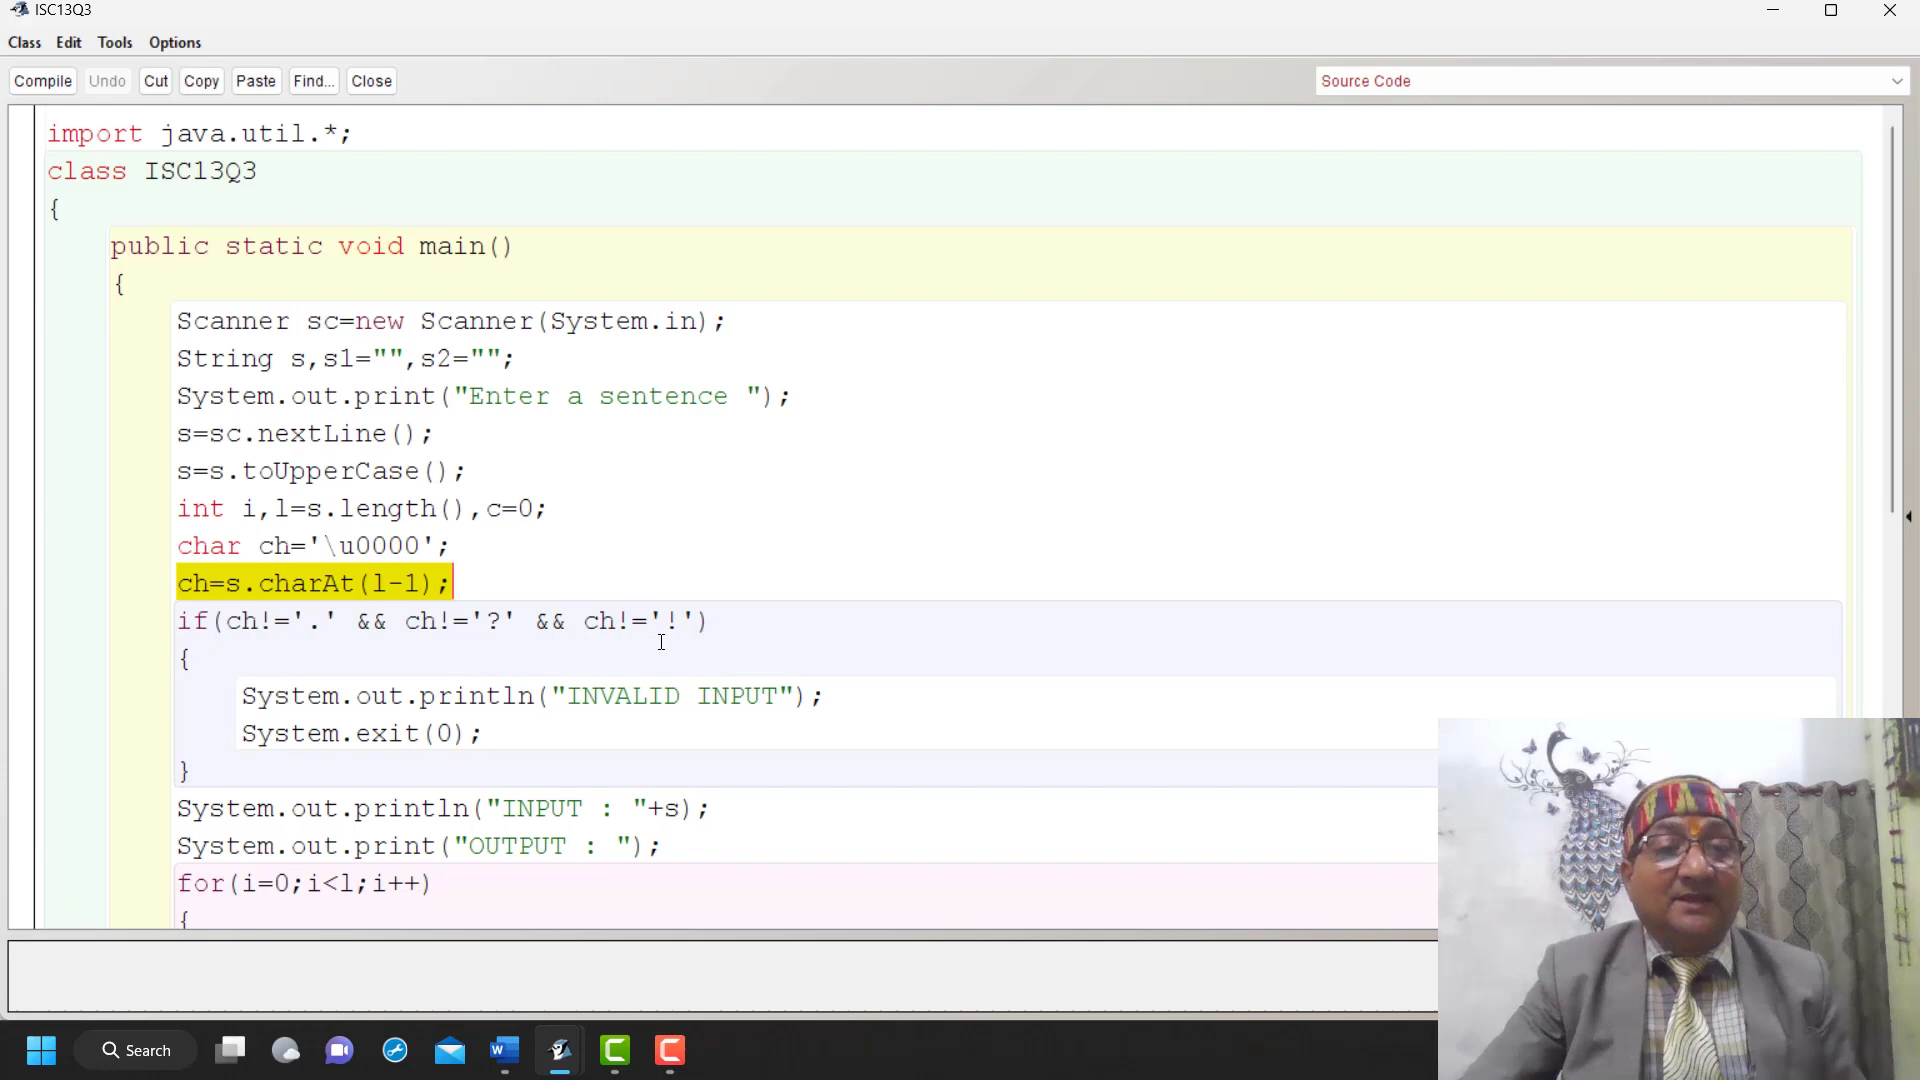 ISC13Q3
Class Edit Tools Options
Compile Undo Cut Copy Paste Find... Close Source Code
import java.util.*;
class ISC13Q3
{
public static void main()
{
Scanner sc=new Scanner(System.in);
String s,s1="",s2="";
System.out.print("Enter a sentence ");
s=sc.nextLine();
s=s.toUpperCase();
int i,l=s.length(),c=0;
char ch='\u0000';
ch=s.charAt(l-1);
if(ch!='.' && ch!='?' && ch!='!')
{
System.out.println("INVALID INPUT");
System.exit(0);
}
System.out.println("INPUT : "+s);
System.out.print("OUTPUT : ");
for(i=0;i<l;i++)
{
Search